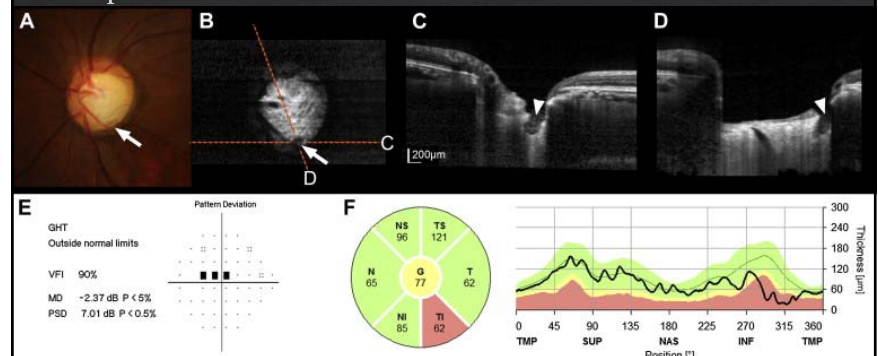 A
B
C
D
C
D
200µm
E
Pattern Deviation
GHT
Outside normal limits
VFI 90%
MD -2.37 dB P < 5%
PSD 7.01 dB P < 0.5%
F
NS
96
TS
121
N
65
G
77
T
62
NI
85
TI
62
300
240
180
120
60
0
Thickness [µm]
0 45 90 135 180 225 270 315 360
TMP SUP NAS INF TMP
Position [°]